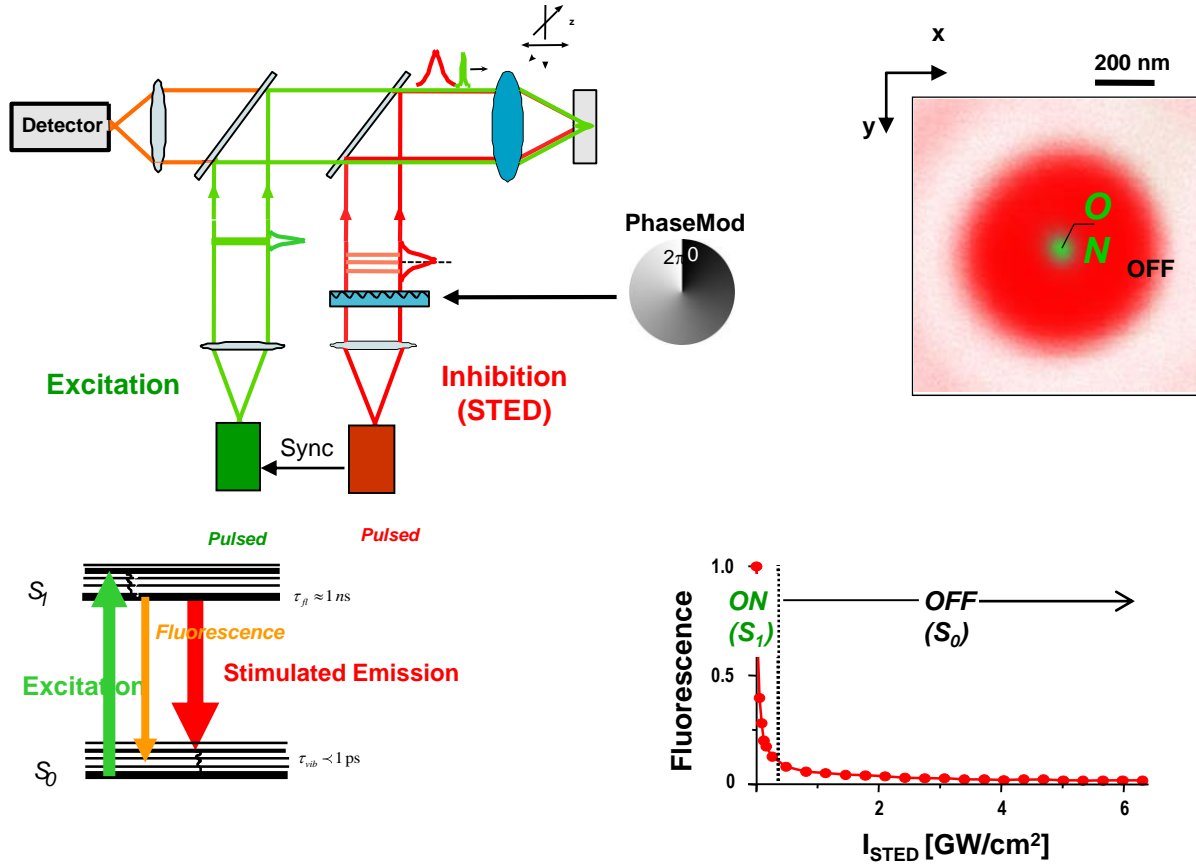 z
Detector
PhaseMod
2π
0
Excitation
Inhibition
(STED)
Sync
Pulsed
Pulsed
x
200 nm
y
O
N
OFF
S1
τfl ≈ 1 ns
Fluorescence
Stimulated Emission
Excitation
S0
τvib ≺ 1 ps
Fluorescence
1.0
0.5
0
ON
(S1)
OFF
(S0)
2
4
6
ISTED [GW/cm²]